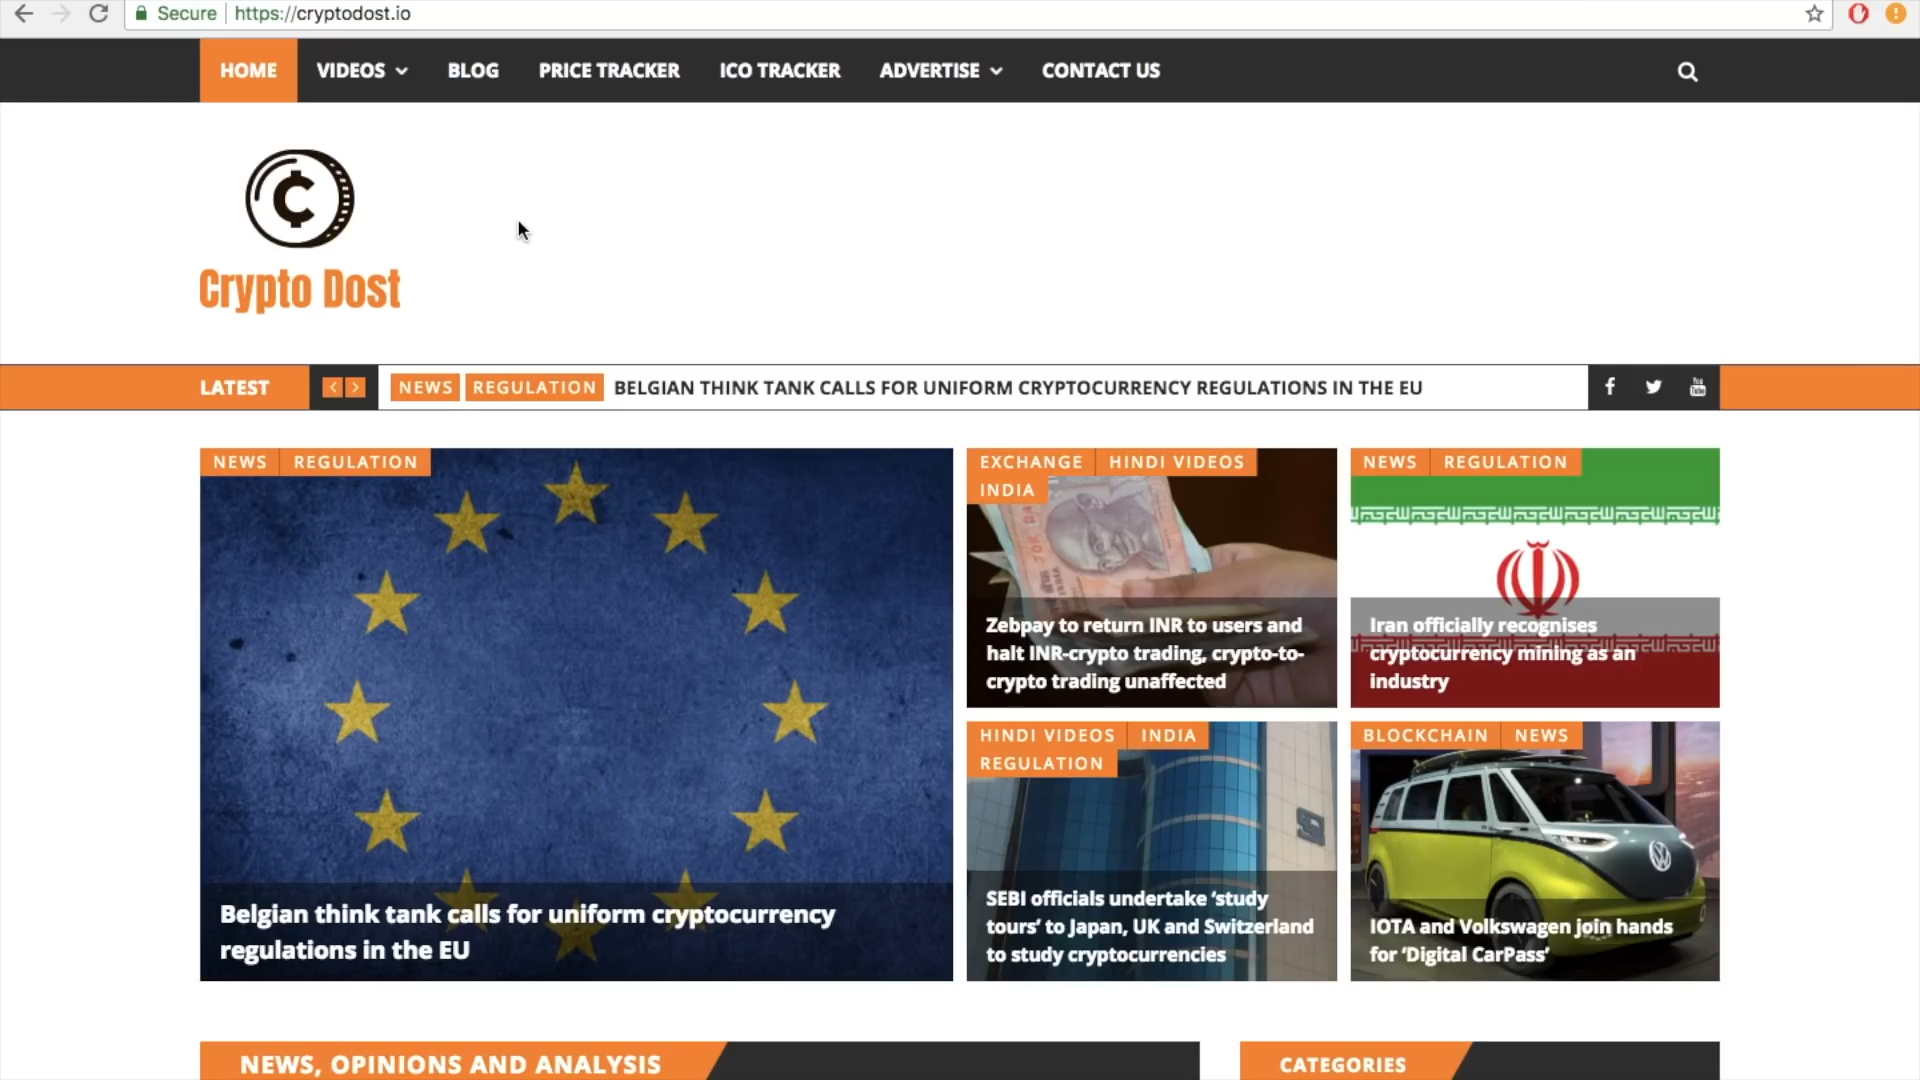 Secure https://cryptodost.io
HOME VIDEOS BLOG PRICE TRACKER ICO TRACKER ADVERTISE CONTACT US
Crypto Dost
LATEST NEWS REGULATION BELGIAN THINK TANK CALLS FOR UNIFORM CRYPTOCURRENCY REGULATIONS IN THE EU
NEWS REGULATION
Belgian think tank calls for uniform cryptocurrency
regulations in the EU
EXCHANGE HINDI VIDEOS
INDIA
Zebpay to return INR to users and
halt INR-crypto trading, crypto-to-
crypto trading unaffected
NEWS REGULATION
Iran officially recognises
cryptocurrency mining as an
industry
HINDI VIDEOS INDIA
REGULATION
SEBI officials undertake ‘study
tours’ to Japan, UK and Switzerland
to study cryptocurrencies
BLOCKCHAIN NEWS
IOTA and Volkswagen join hands
for ‘Digital CarPass’
NEWS, OPINIONS AND ANALYSIS
CATEGORIES